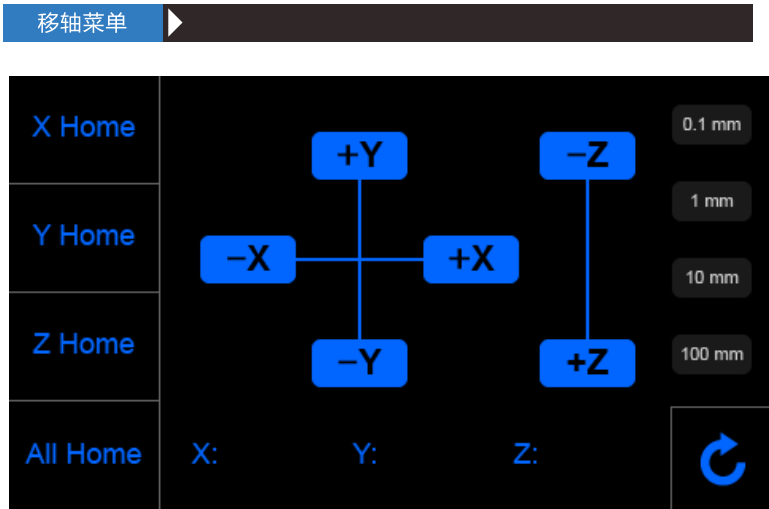 移轴菜单
X Home
Y Home
Z Home
All Home
+Y
−X
+X
−Y
−Z
+Z
0.1 mm
1 mm
10 mm
100 mm
X:
Y:
Z: